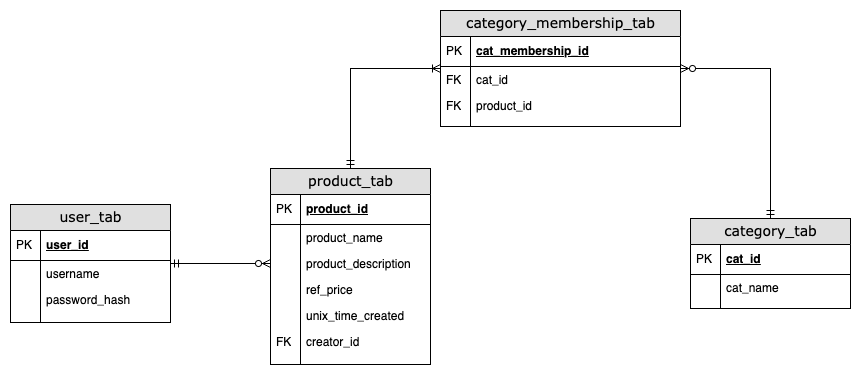 category_membership_tab
PK cat_membership_id
FK cat_id
FK product_id
product_tab
PK product_id
product_name
product_description
ref_price
unix_time_created
FK creator_id
user_tab
PK user_id
username
password_hash
category_tab
PK cat_id
cat_name